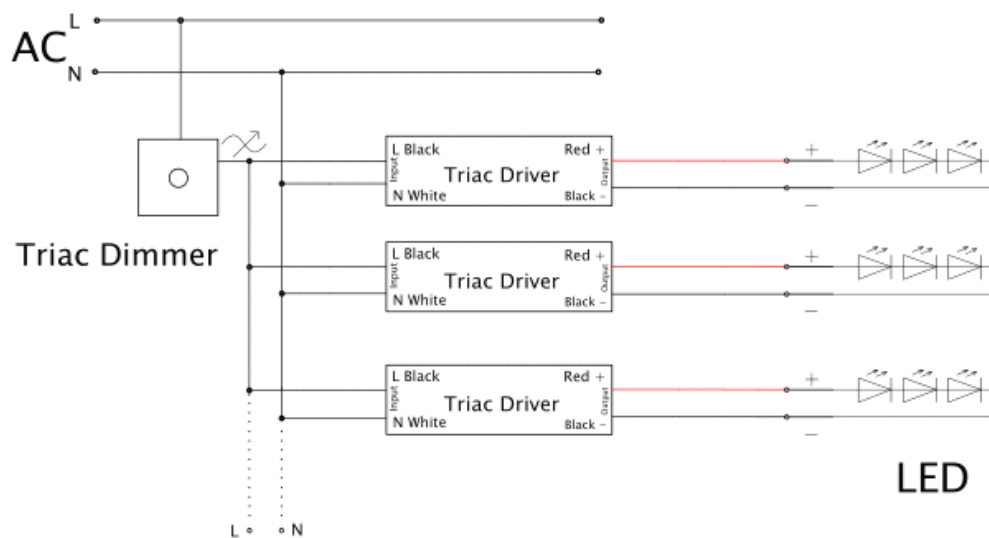 L
AC
N
L Black
Red +
Input
Triac Driver
Output
N White
Black -
+
−
Triac Dimmer
L Black
Red +
Input
Triac Driver
Output
N White
Black -
+
−
L Black
Red +
Input
Triac Driver
Output
N White
Black -
+
−
LED
L
N